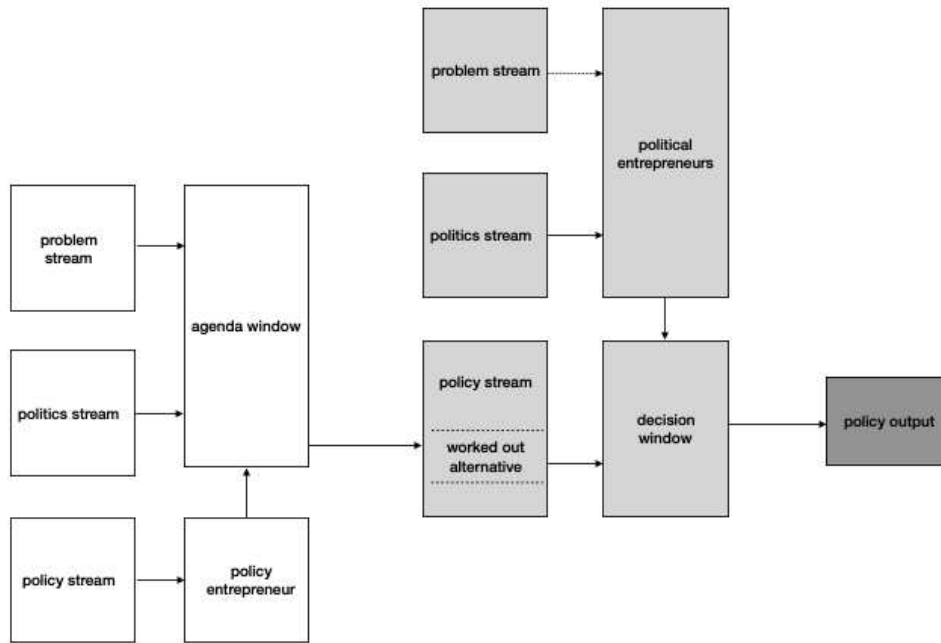 problem stream
political
entrepreneurs
politics stream
problem
stream
agenda window
politics stream
policy stream
worked out
alternative
decision
window
policy output
policy stream
policy
entrepreneur